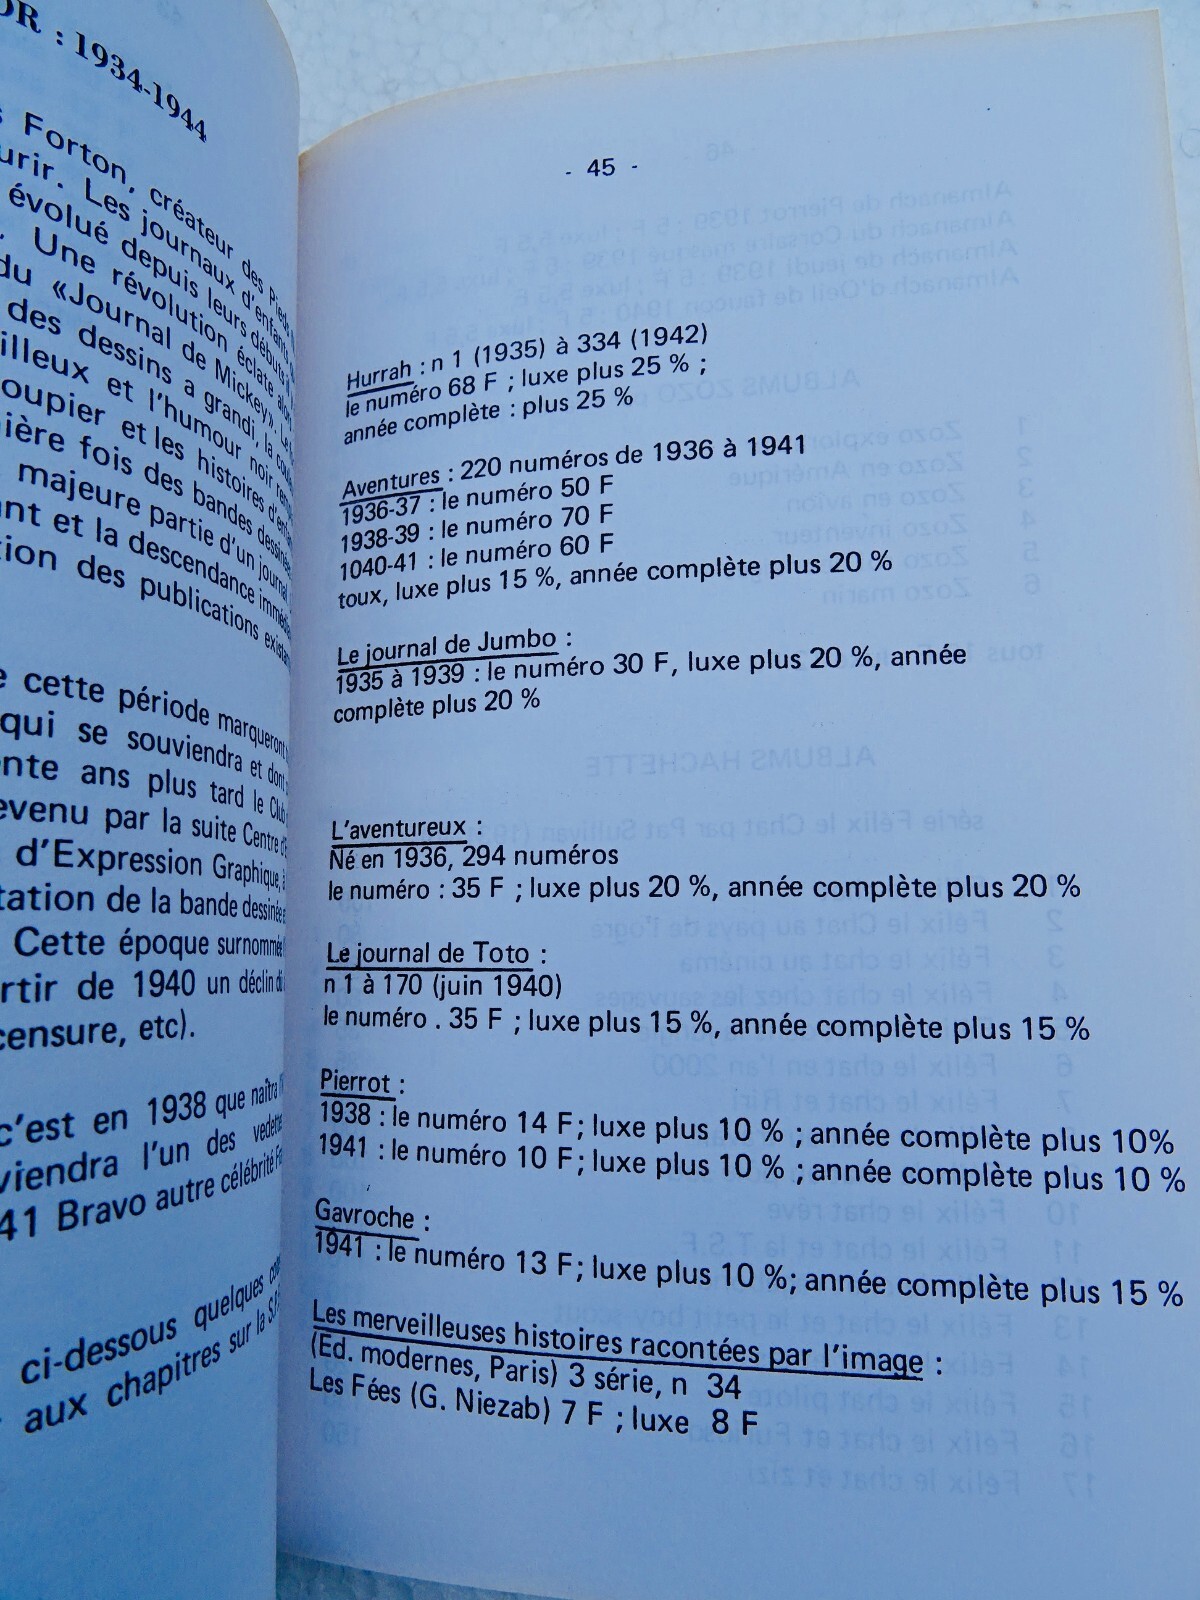 OR : 1934-1944
Forton, créateur des Pieds
urir. Les journaux d'enfants
évolué depuis leurs débuts
Une révolution éclate alors
du «Journal de Mickey».
des dessins a grandi, la
illeux et l'humour noir
oupier et les histoires
ière fois des bandes dessinées
majeure partie d'un journal
nt et la descendance
tion des publications
cette période marqueront
qui se souviendra et dont
nte ans plus tard le Club
evenu par la suite Centre
d'Expression Graphique,
tation de la bande dessinée
Cette époque surnommée
rtir de 1940 un déclin
censure, etc).
c'est en 1938 que naîtra
viendra l'un des
41 Bravo autre célébrité
ci-dessous quelques
aux chapitres sur la
- 45 -
Hurrah : n 1 (1935) à 334 (1942)
le numéro 68 F ; luxe plus 25 % ;
année complète : plus 25 %
Aventures : 220 numéros de 1936 à 1941
1936-37 : le numéro 50 F
1938-39 : le numéro 70 F
1040-41 : le numéro 60 F
toux, luxe plus 15 %, année complète plus 20 %
Le journal de Jumbo :
1935 à 1939 : le numéro 30 F, luxe plus 20 %, année
complète plus 20 %
L'aventureux :
Né en 1936, 294 numéros
le numéro : 35 F ; luxe plus 20 %, année complète plus 20 %
Le journal de Toto :
n 1 à 170 (juin 1940)
le numéro . 35 F ; luxe plus 15 %, année complète plus 15 %
Pierrot :
1938 : le numéro 14 F ; luxe plus 10 % ; année complète plus 10%
1941 : le numéro 10 F ; luxe plus 10 % ; année complète plus 10 %
Gavroche :
1941 : le numéro 13 F ; luxe plus 10 % ; année complète plus 15 %
Les merveilleuses histoires racontées par l'image :
(Ed. modernes, Paris) 3 série, n 34
Les Fées (G. Niezab) 7 F ; luxe 8 F